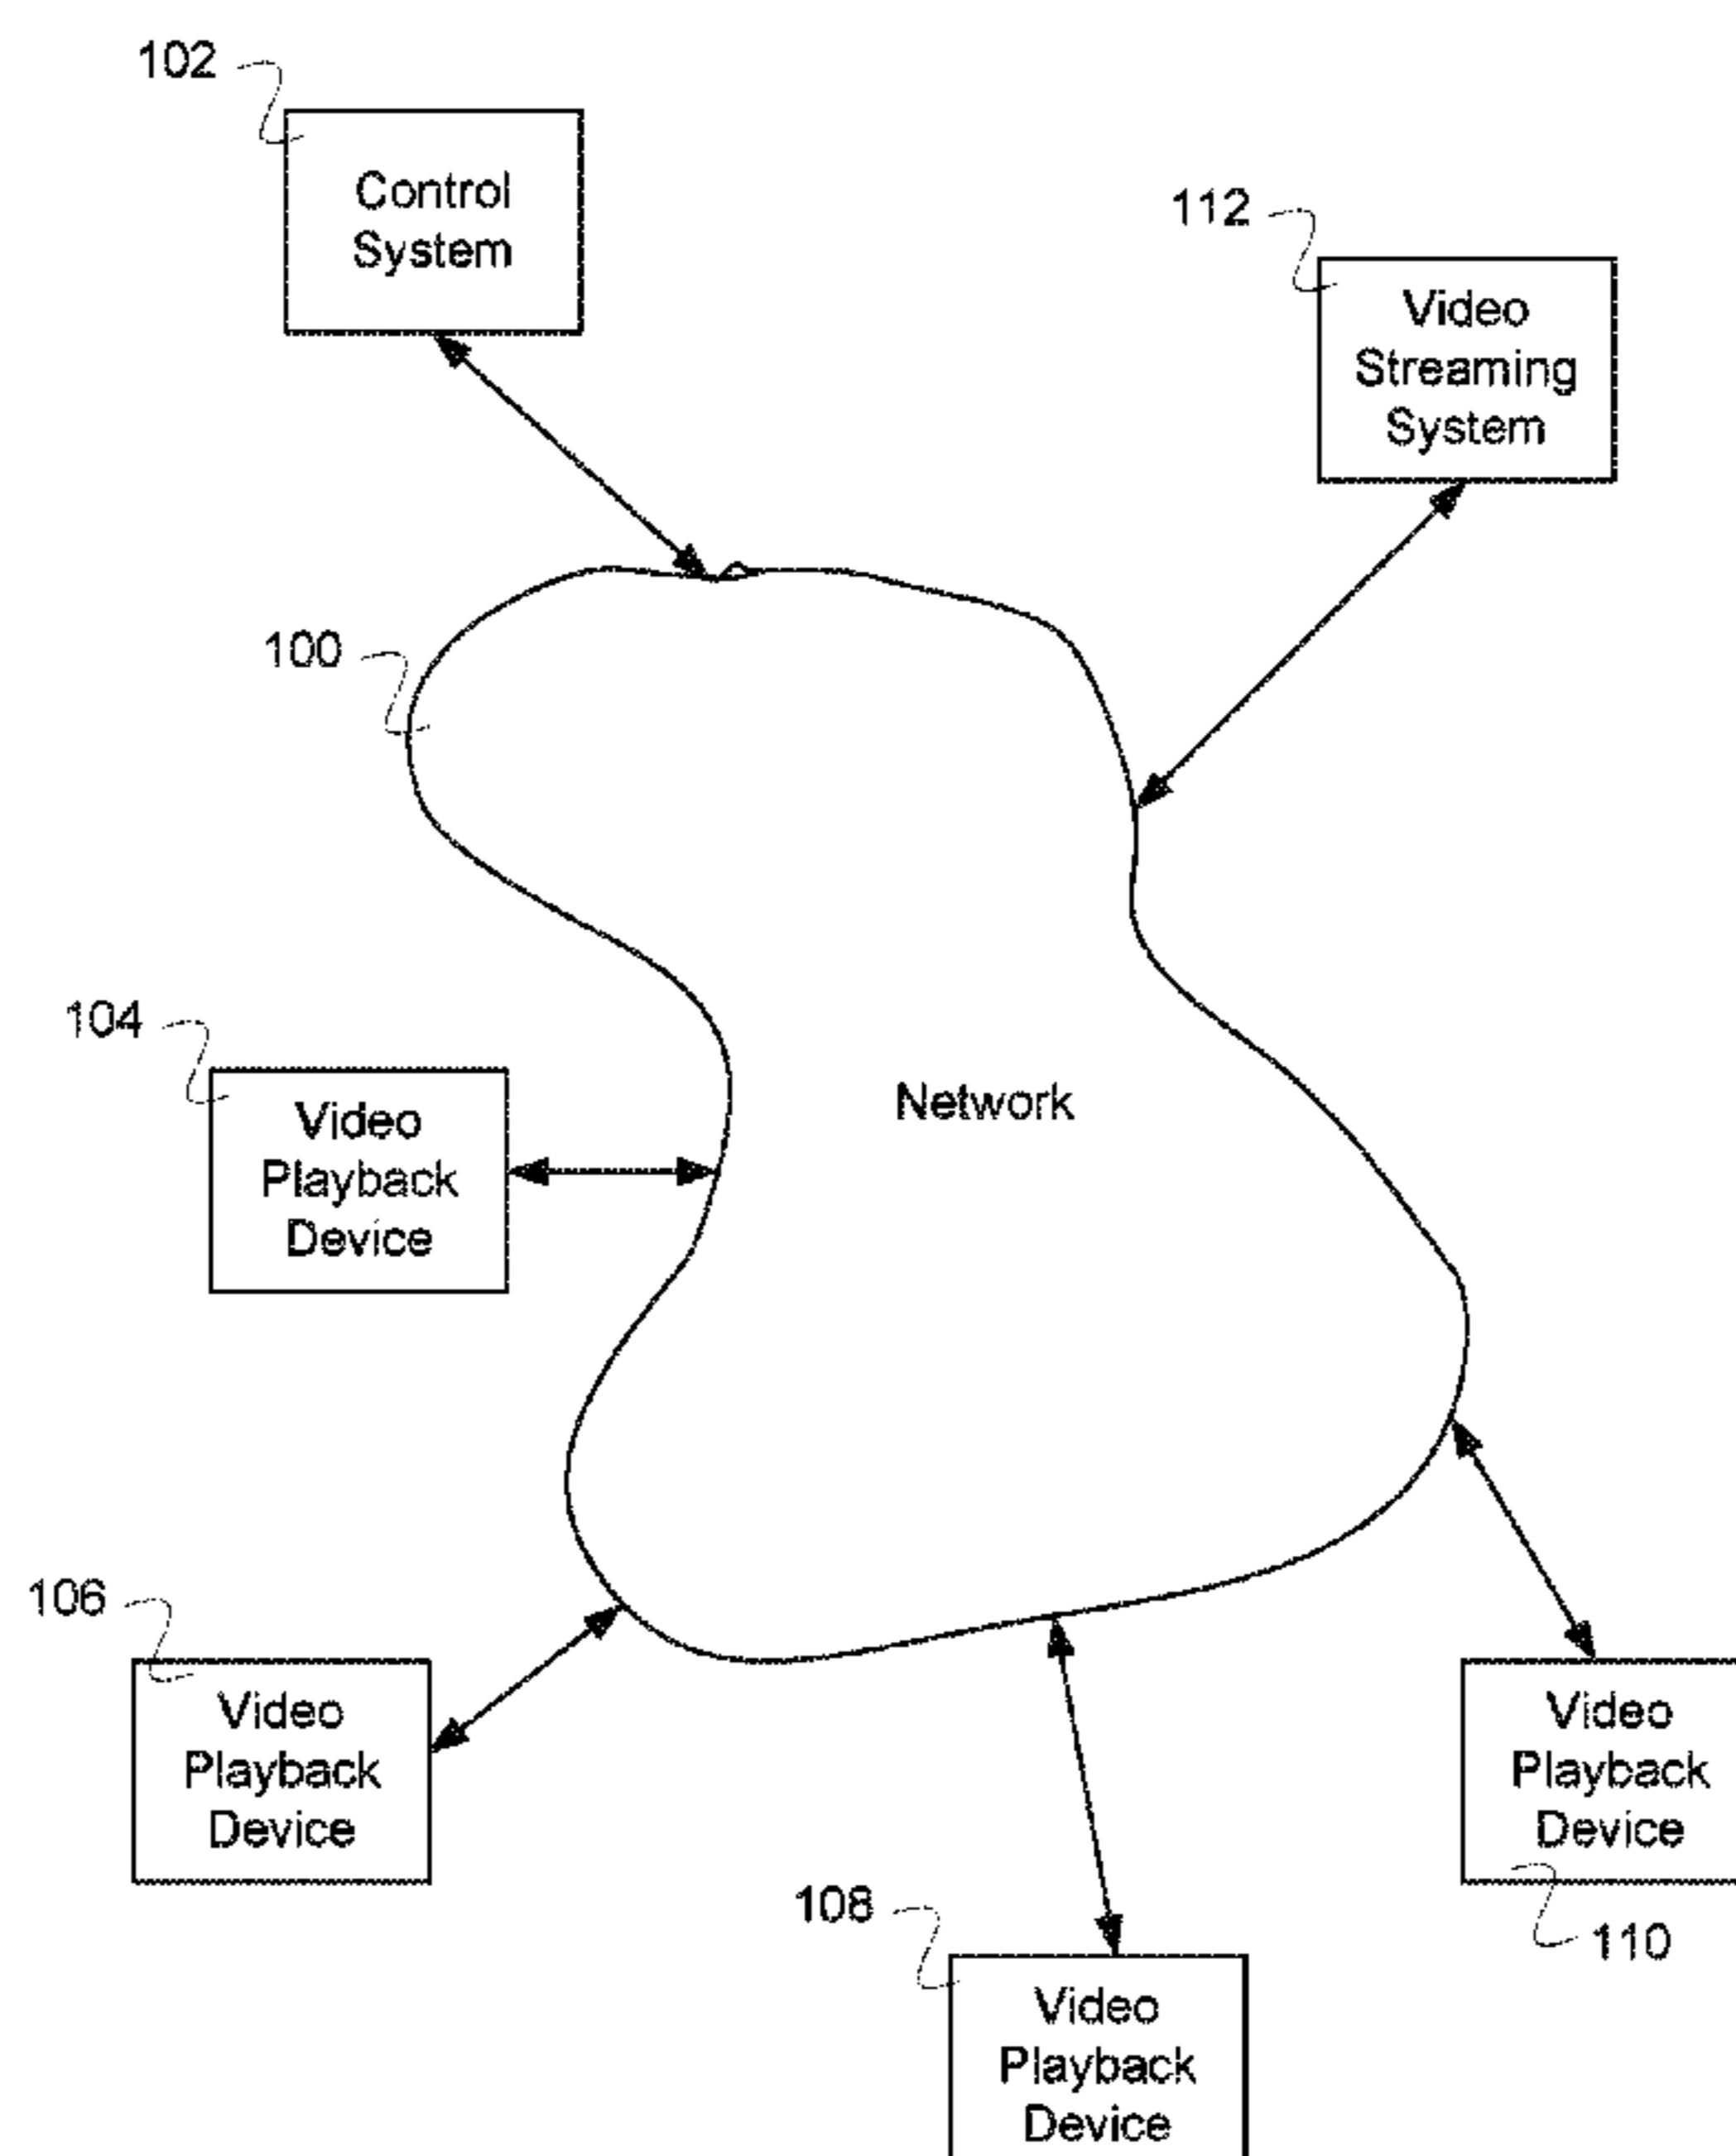 102
Control
System
112
Video
Streaming
System
100
Network
104
Video
Playback
Device
106
Video
Playback
Device
108
Video
Playback
Device
Video
Playback
Device
110